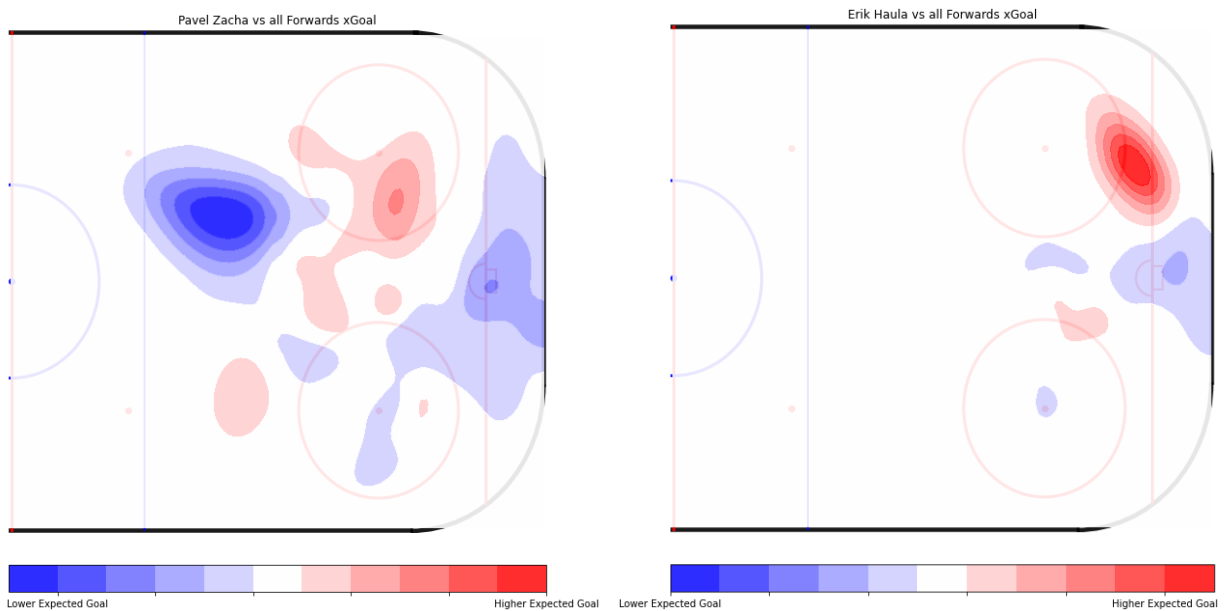 Pavel Zacha vs all Forwards xGoal
Erik Haula vs all Forwards xGoal
Lower Expected Goal
Higher Expected Goal
Lower Expected Goal
Higher Expected Goal